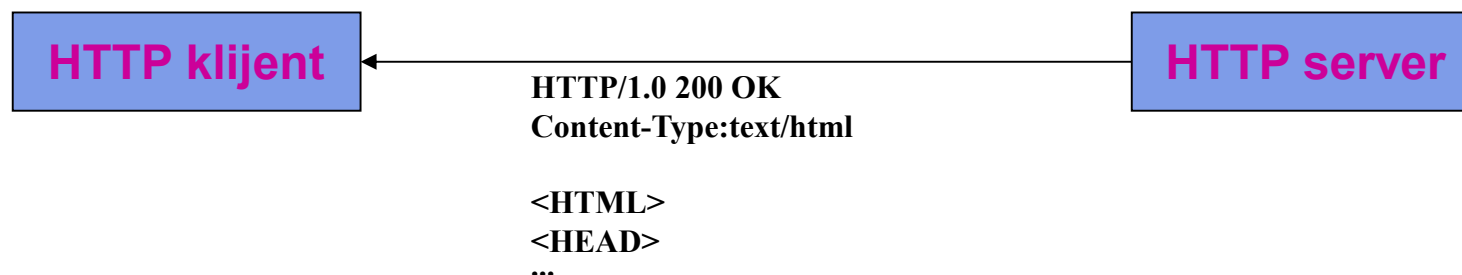 HTTP klijent
HTTP server
HTTP/1.0 200 OK
Content-Type:text/html
<HTML>
<HEAD>
...